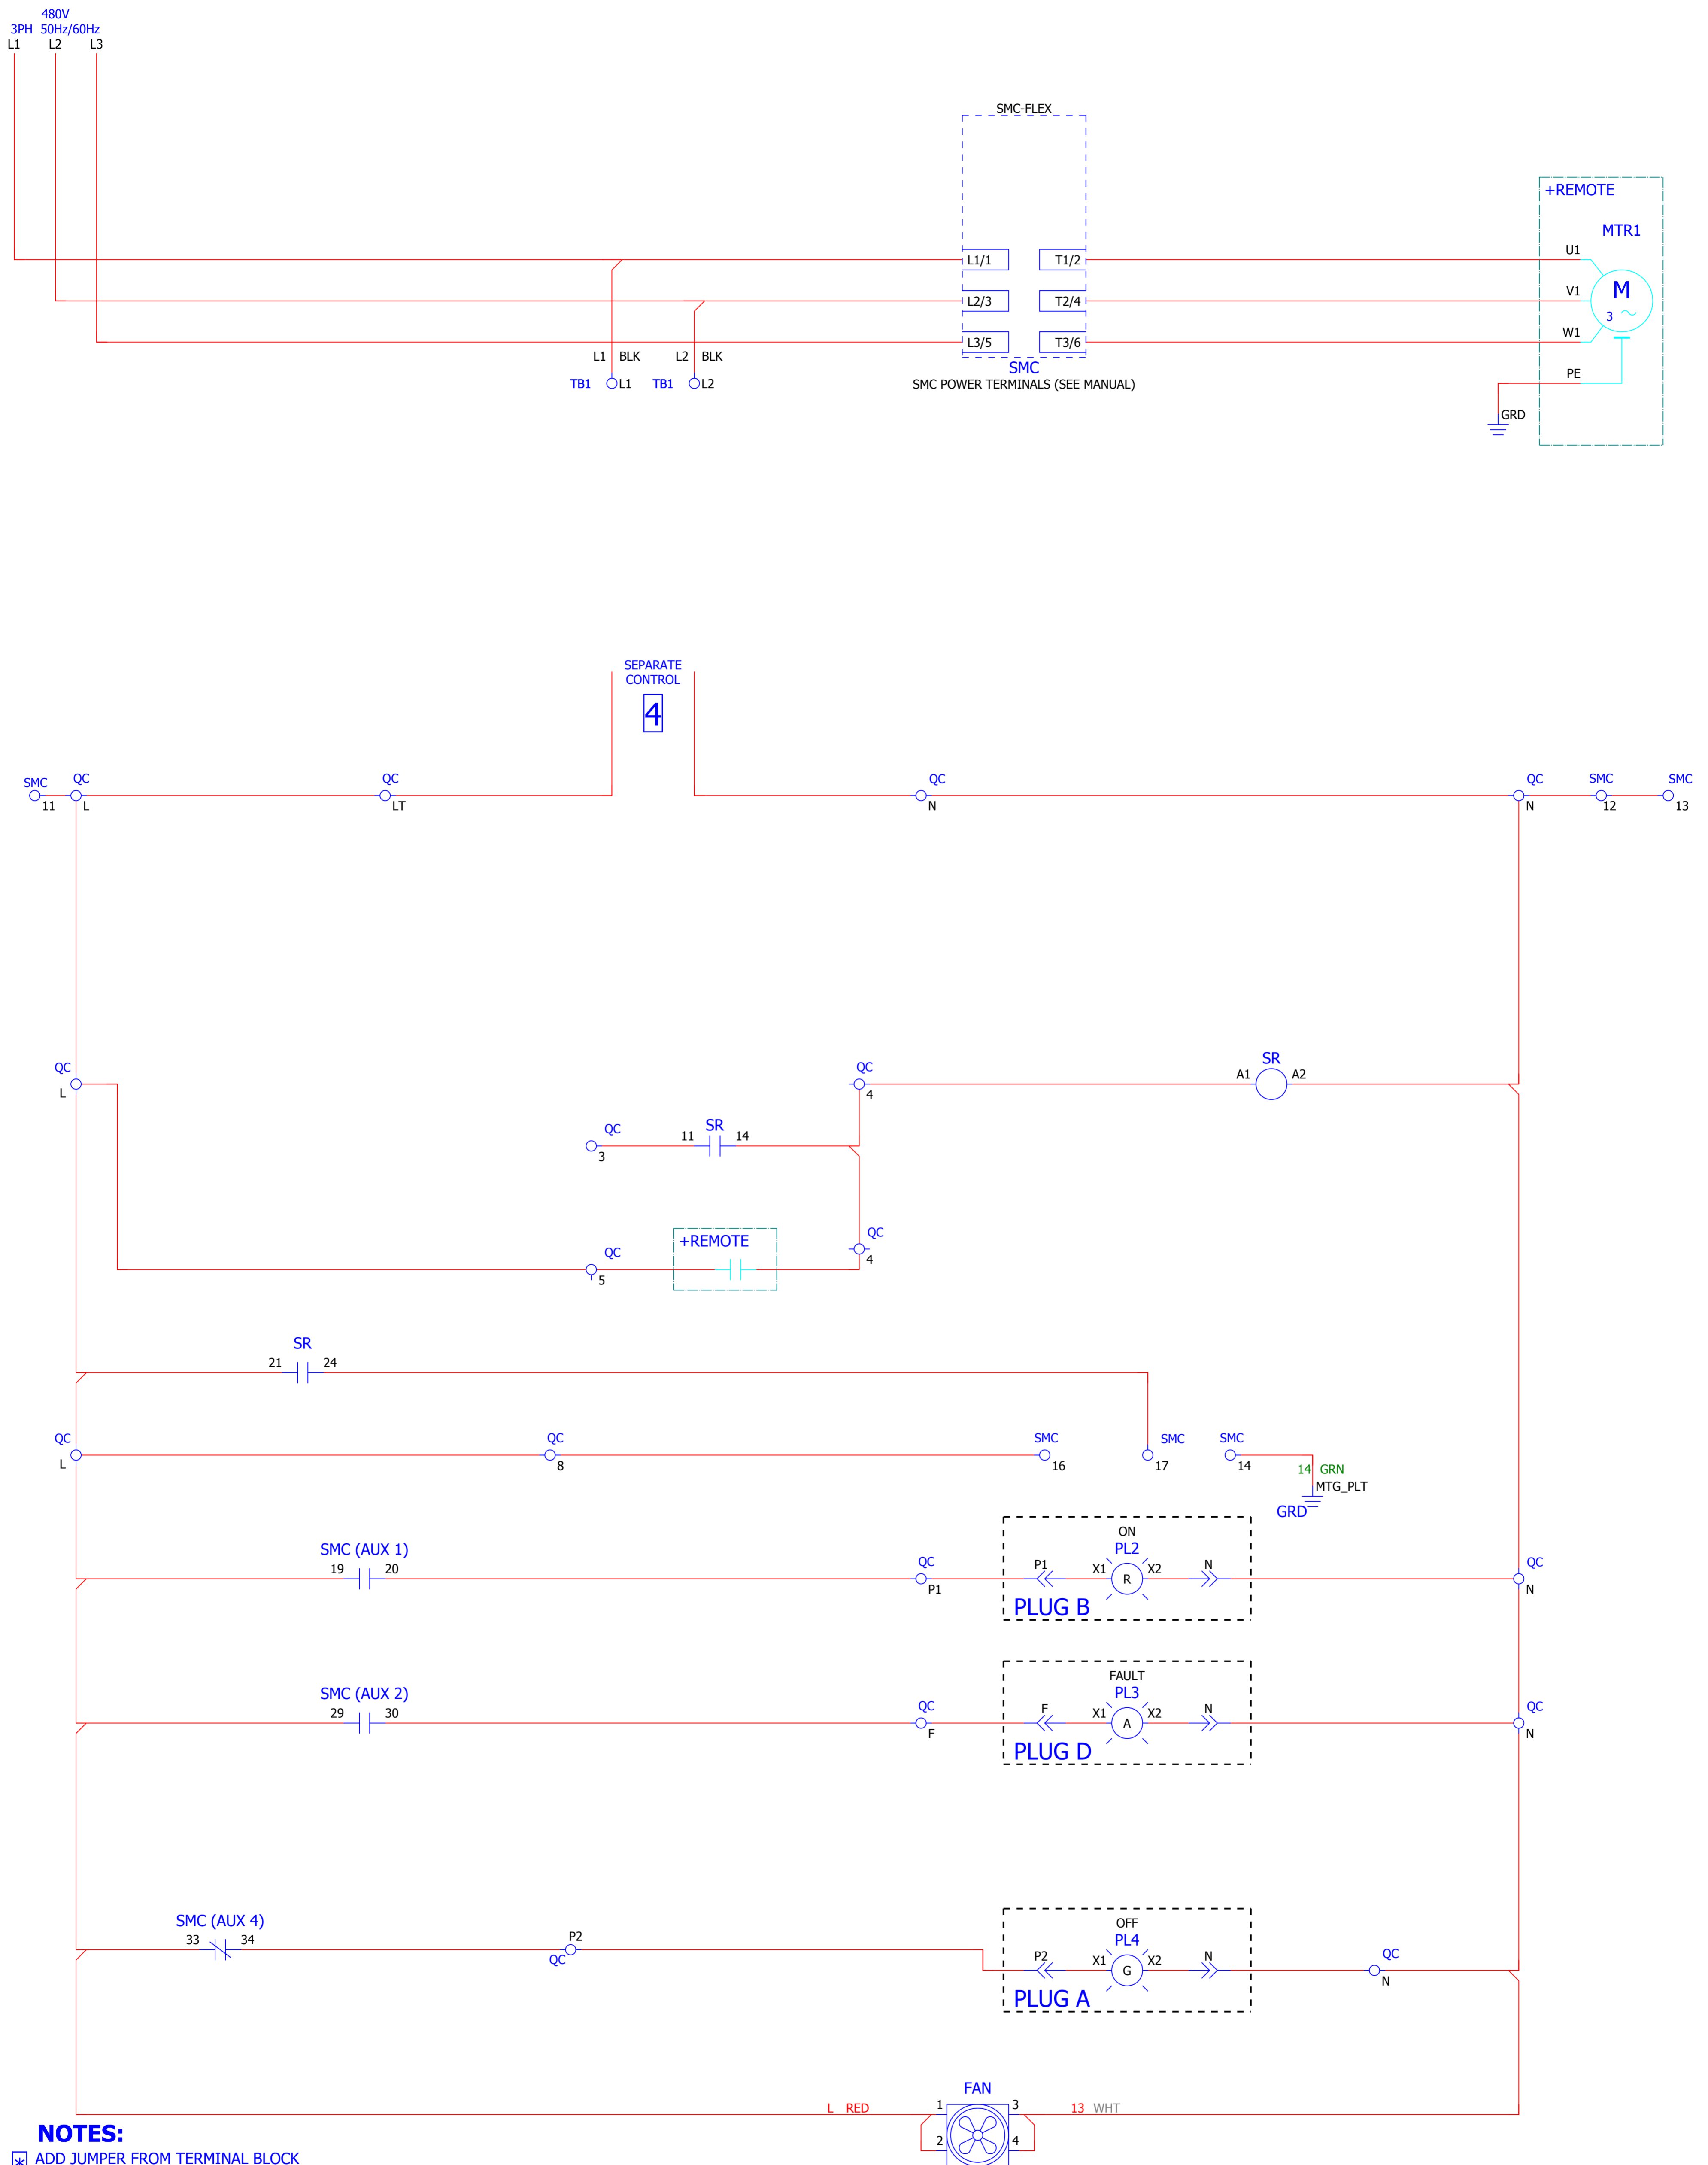 480V
3PH 50Hz/60Hz
L1 L2 L3
SMC-FLEX
+REMOTE
MTR1
L1/1 T1/2 U1
L2/3 T2/4 V1 M
3
L3/5 T3/6 W1
L1 BLK L2 BLK
SMC
TB1 L1 TB1 L2
SMC POWER TERMINALS (SEE MANUAL)
PE
GRD
SEPARATE
CONTROL
4
SMC QC QC QC QC SMC SMC
11 L LT N N 12 13
QC QC SR
L 4 A1 A2
QC SR
3 11 14
QC +REMOTE QC
5 4
SR
21 24
QC QC SMC SMC SMC
L 8 16 17 14
14 GRN
MTG_PLT
GRD
ON
SMC (AUX 1) PL2
19 20 QC P1 X1 R X2 N QC
P1 N
PLUG B
FAULT
SMC (AUX 2) PL3
29 30 QC F X1 A X2 N QC
F N
PLUG D
OFF
SMC (AUX 4) PL4
33 34 P2
QC
P2 X1 G X2 N QC
N
PLUG A
FAN
L RED 1 3 13 WHT
2 4
NOTES:
* ADD JUMPER FROM TERMINAL BLOCK